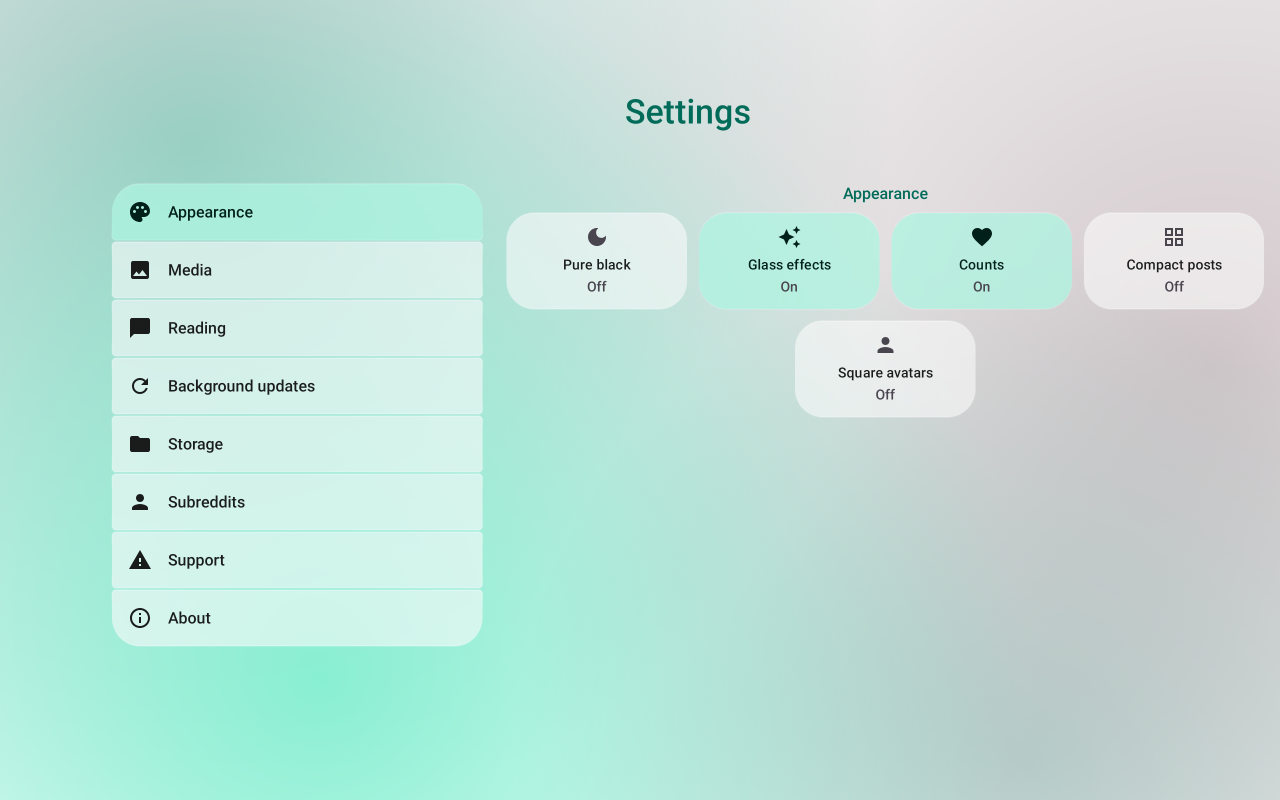 Settings
Appearance
Media
Reading
Background updates
Storage
Subreddits
Support
About
Appearance
Pure black
Off
Glass effects
On
Counts
On
Compact posts
Off
Square avatars
Off